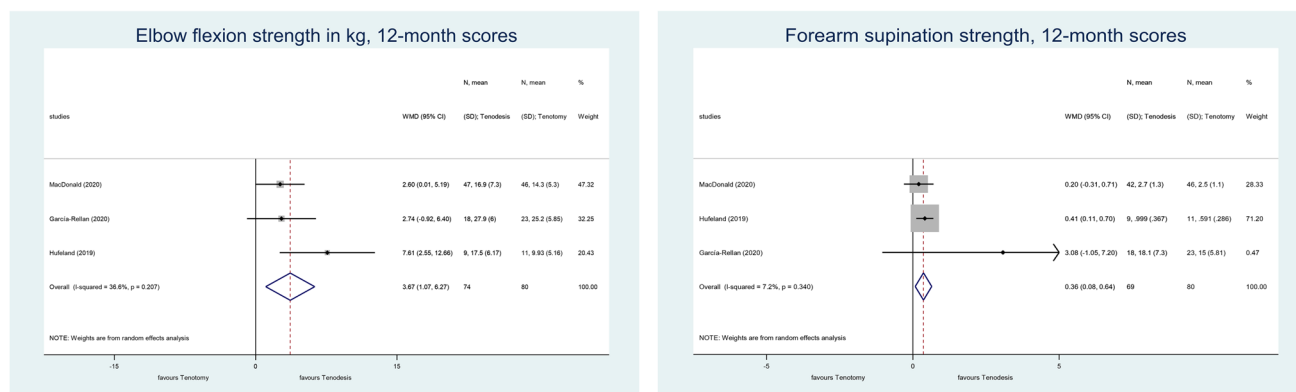 Elbow flexion strength in kg, 12-month scores
N, mean N, mean %
studies WMD (95% CI) (SD); Tenodesis (SD); Tenotomy Weight
MacDonald (2020) 2.60 (0.01, 5.19) 47, 16.9 (7.3) 46, 14.3 (5.3) 47.32
García-Rellan (2020) 2.74 (-0.92, 6.40) 18, 27.9 (6) 23, 25.2 (5.85) 32.25
Hufeland (2019) 7.61 (2.55, 12.66) 9, 17.5 (6.17) 11, 9.93 (5.16) 20.43
Overall (I-squared = 36.6%, p = 0.207) 3.67 (1.07, 6.27) 74 80 100.00
NOTE: Weights are from random effects analysis
-15 0 15
favours Tenotomy favours Tenodesis
Forearm supination strength, 12-month scores
N, mean N, mean %
studies WMD (95% CI) (SD); Tenodesis (SD); Tenotomy Weight
MacDonald (2020) 0.20 (-0.31, 0.71) 42, 2.7 (1.3) 46, 2.5 (1.1) 28.33
Hufeland (2019) 0.41 (0.11, 0.70) 9, .999 (.367) 11, .591 (.286) 71.20
García-Rellan (2020) 3.08 (-1.05, 7.20) 18, 18.1 (7.3) 23, 15 (5.81) 0.47
Overall (I-squared = 7.2%, p = 0.340) 0.36 (0.08, 0.64) 69 80 100.00
NOTE: Weights are from random effects analysis
-5 0 5
favours Tenotomy favours Tenodesis